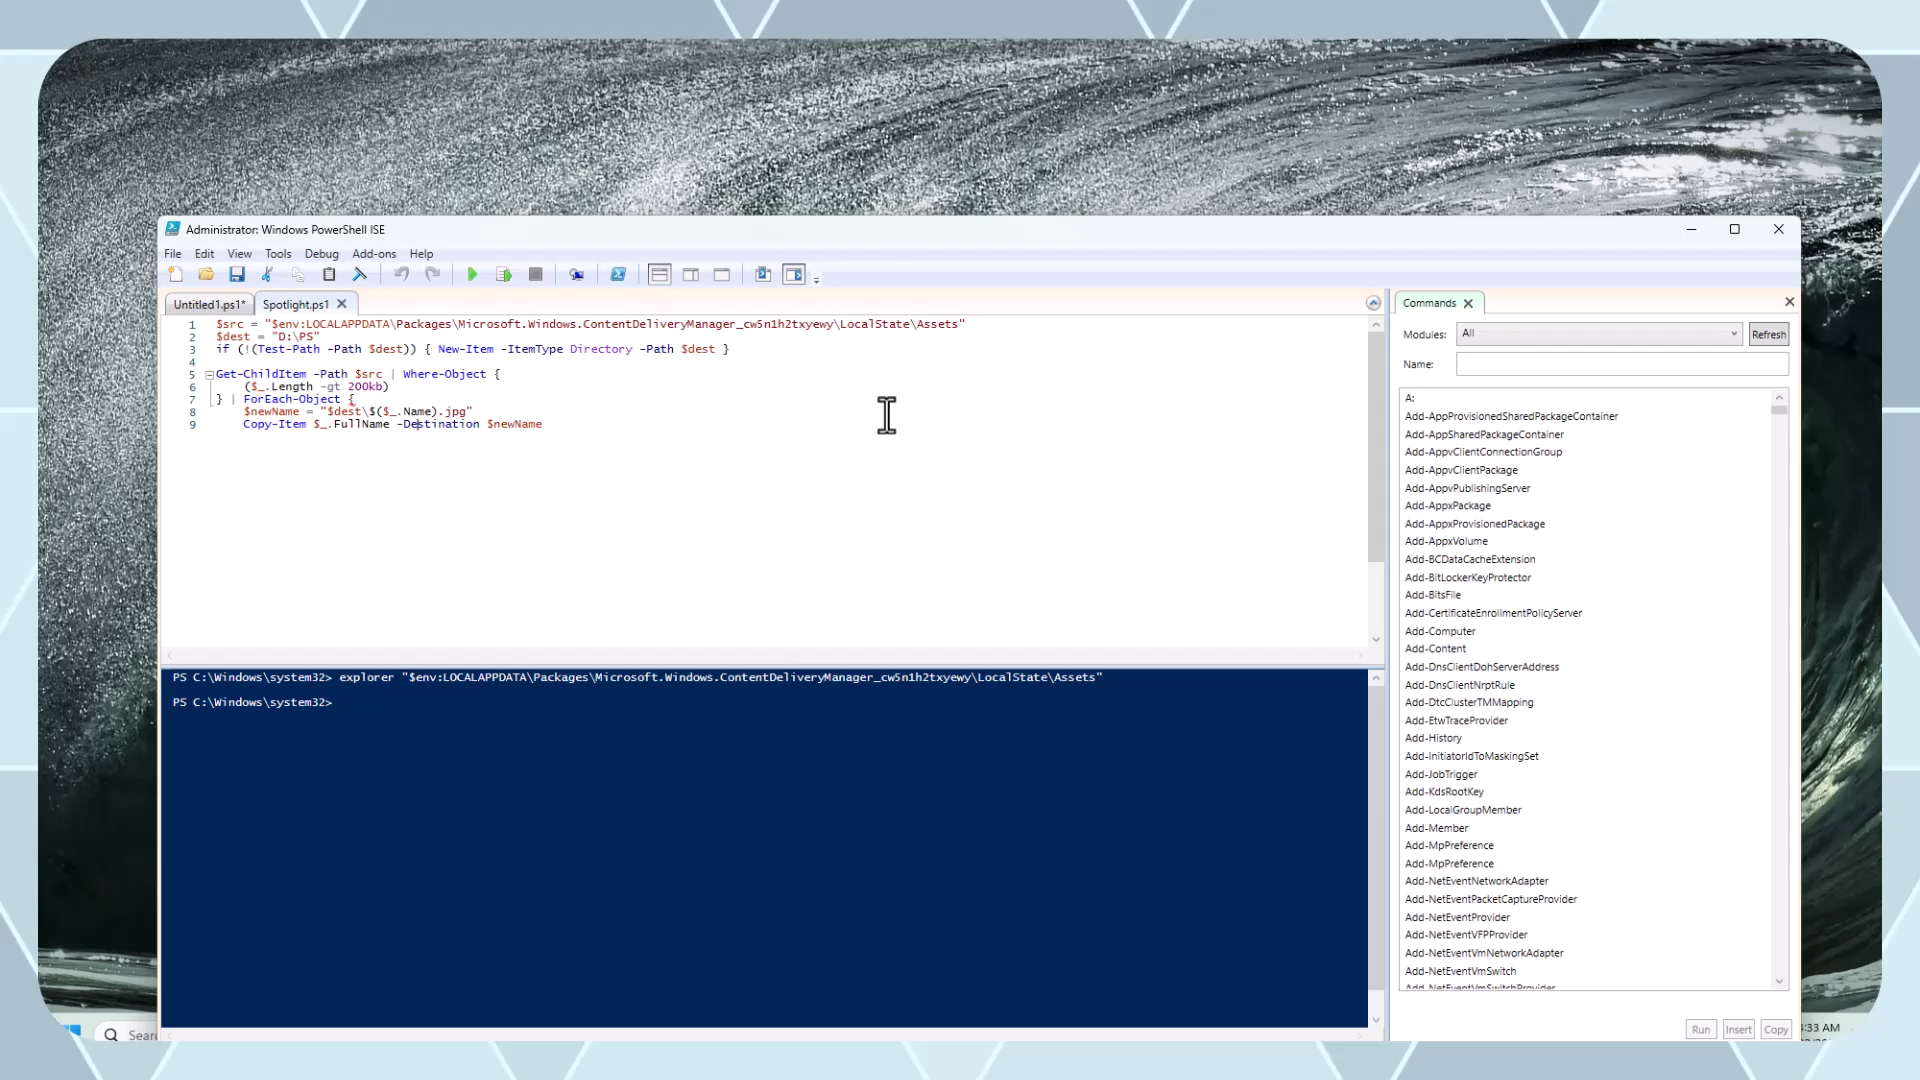 Administrator: Windows PowerShell ISE
File Edit View Tools Debug Add-ons Help
Untitled1.ps1* Spotlight.ps1
1 $src = "$env:LOCALAPPDATA\Packages\Microsoft.Windows.ContentDeliveryManager_cw5n1h2txyewy\LocalState\Assets"
2 $dest = "D:\PS"
3 if (!(Test-Path -Path $dest)) { New-Item -ItemType Directory -Path $dest }
4
5 Get-ChildItem -Path $src | Where-Object {
6 ($_.Length -gt 200kb)
7 } | ForEach-Object {
8 $newName = "$dest\$($_.Name).jpg"
9 Copy-Item $_.FullName -Destination $newName
PS C:\Windows\system32> explorer "$env:LOCALAPPDATA\Packages\Microsoft.Windows.ContentDeliveryManager_cw5n1h2txyewy\LocalState\Assets"
PS C:\Windows\system32>
Commands
Modules: All Refresh
Name:
A:
Add-AppProvisionedSharedPackageContainer
Add-AppSharedPackageContainer
Add-AppvClientConnectionGroup
Add-AppvClientPackage
Add-AppvPublishingServer
Add-AppxPackage
Add-AppxProvisionedPackage
Add-AppxVolume
Add-BCDataCacheExtension
Add-BitLockerKeyProtector
Add-BitsFile
Add-CertificateEnrollmentPolicyServer
Add-Computer
Add-Content
Add-DnsClientDohServerAddress
Add-DnsClientNrptRule
Add-DtcClusterTMMapping
Add-EtwTraceProvider
Add-History
Add-InitiatorIdToMaskingSet
Add-JobTrigger
Add-KdsRootKey
Add-LocalGroupMember
Add-Member
Add-MpPreference
Add-MpPreference
Add-NetEventNetworkAdapter
Add-NetEventPacketCaptureProvider
Add-NetEventProvider
Add-NetEventVFPProvider
Add-NetEventVmNetworkAdapter
Add-NetEventVmSwitch
Add-NetEventVmSwitchProvider
Run Insert Copy
Sear
:33 AM